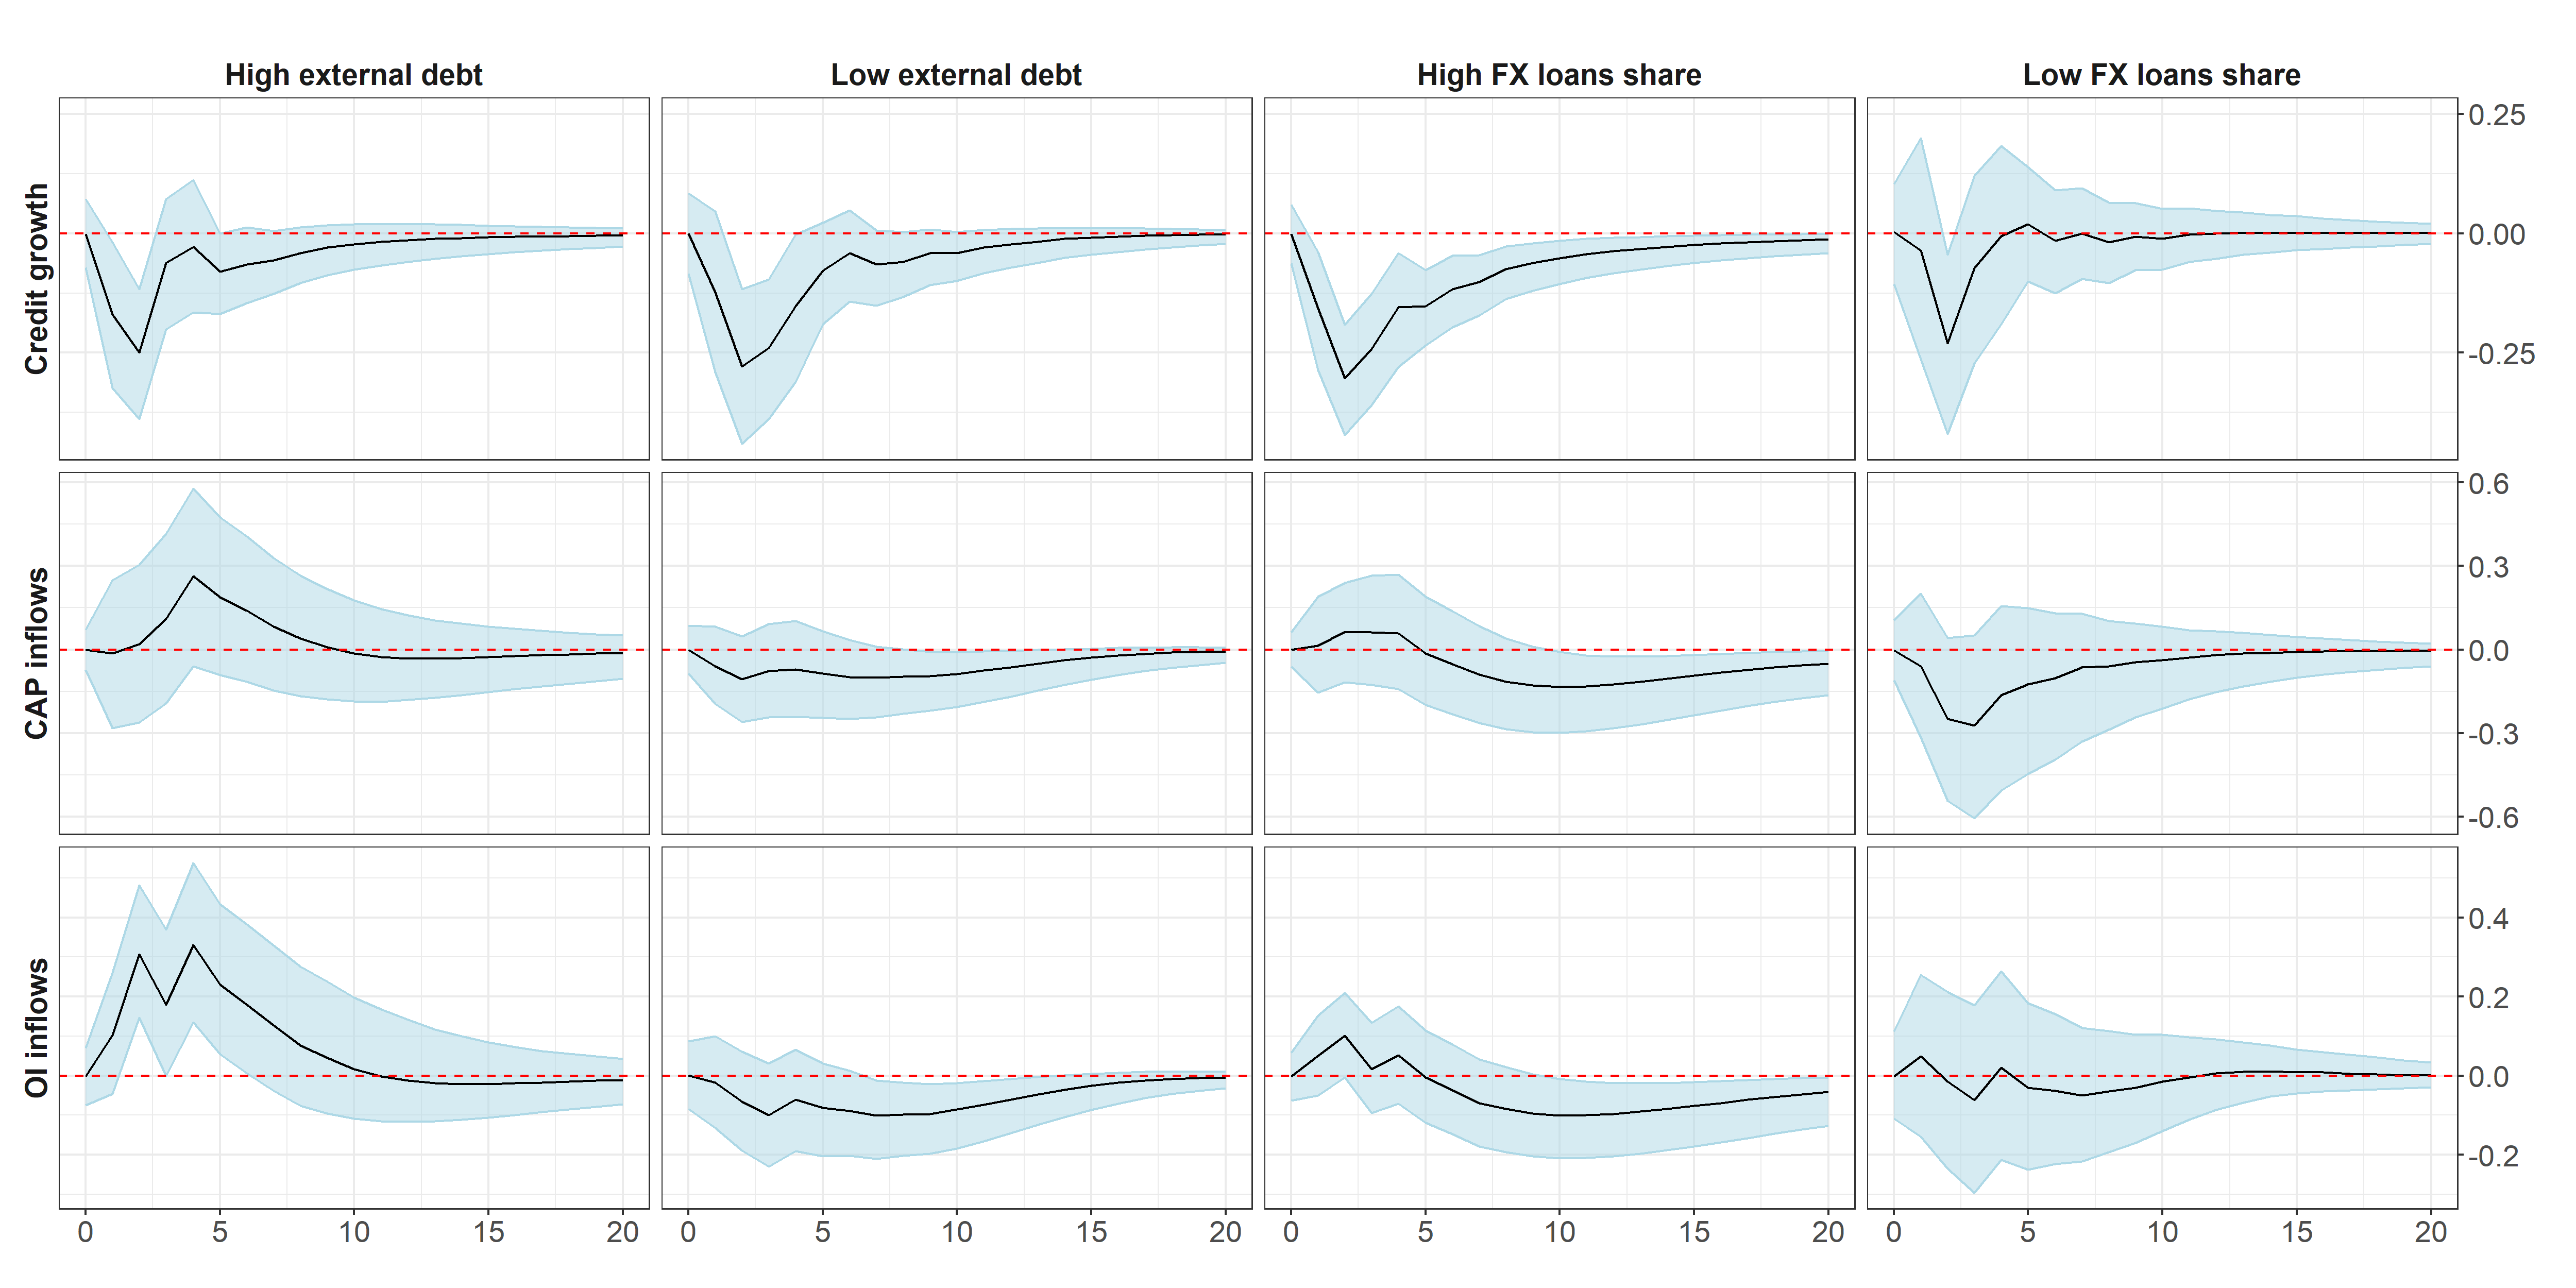 High external debt Low external debt High FX loans share Low FX loans share
Credit growth
0.25
0.00
-0.25
CAP inflows
0.6
0.3
0.0
-0.3
-0.6
OI inflows
0.4
0.2
0.0
-0.2
0 5 10 15 20 0 5 10 15 20 0 5 10 15 20 0 5 10 15 20